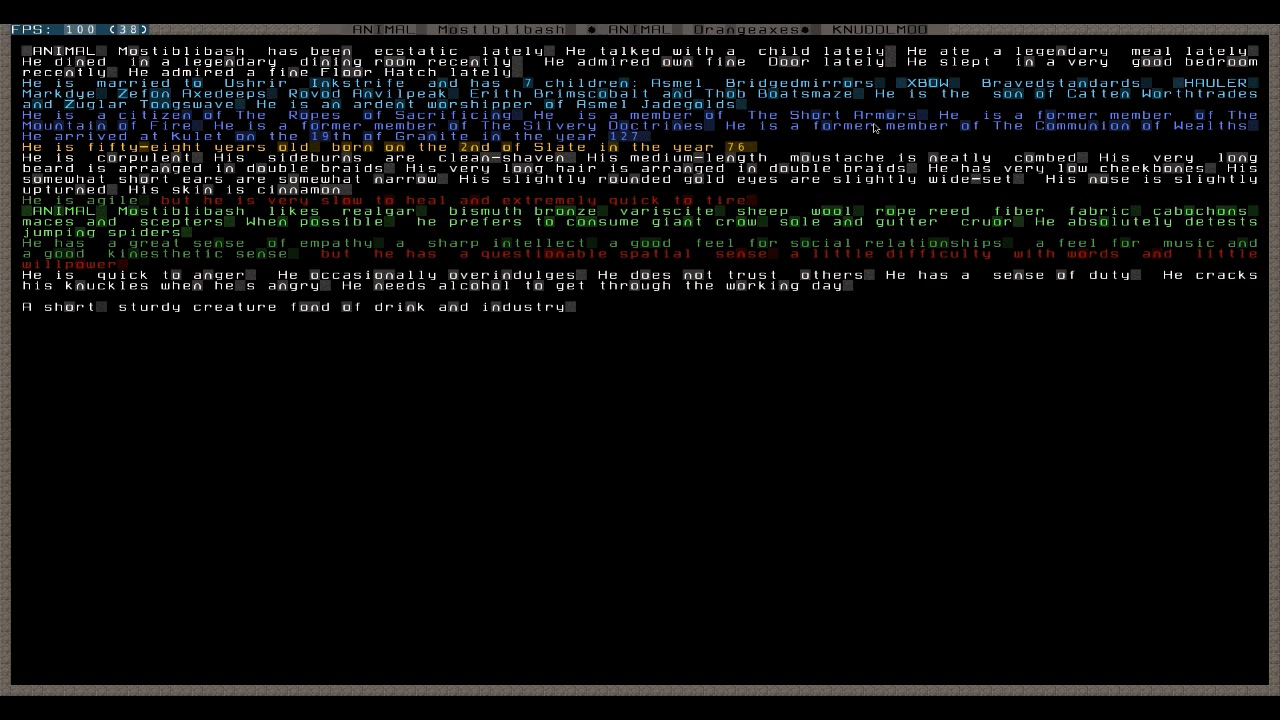 FPS: 100 (38) ANIMAL Mostiblibash ANIMAL Orangeaxes KNUDDLMOO
ANIMAL Mostiblibash has been ecstatic lately He talked with a child lately He ate a legendary meal lately
He dined in a legendary dining room recently He admired own fine Door lately He slept in a very good bedroom
recently He admired a fine Floor Hatch lately
He is married to Ushrir Inkstrife and has 7 children: Asmel Bridgedmirrors XBOW Bravestandards HAULER
Markdye Zefon Axedeeps Rovod Anvilpeak Erith Brimscobalt and Thob Boatsmaze He is the son of Catten Worthtrades
and Zuglar Tongswave He is an ardent worshipper of Asmel Jadegolds
He is a citizen of The Ropes of Sacrificing He is a member of The Short Armors He is a former member of The
Mountain of Fire He is a former member of The Silvery Doctrines He is a former member of The Communion of Wealths
He arrived at Kulet on the 19th of Granite in the year 127
He is fifty-eight years old born on the 2nd of Slate in the year 76
He is corpulent His sideburns are clean-shaven His medium-length moustache is neatly combed His very long
beard is arranged in double braids His very long hair is arranged in double braids He has very low cheekbones His
somewhat short ears are somewhat narrow His slightly rounded gold eyes are slightly wide-set His nose is slightly
upturned His skin is cinnamon
He is agile but he is very slow to heal and extremely quick to tire
ANIMAL Mostiblibash likes realgar bismuth bronze variscite sheep wool rope reed fiber fabric cabochons
maces and scepters When possible he prefers to consume giant crow sole and gutter cruor He absolutely detests
jumping spiders
He has a great sense of empathy a sharp intellect a good feel for social relationships a feel for music and
a good kinesthetic sense but he has a questionable spatial sense a little difficulty with words and little
willpower
He is quick to anger He occasionally overindulges He does not trust others He has a sense of duty He cracks
his knuckles when he s angry He needs alcohol to get through the working day
A short sturdy creature fond of drink and industry